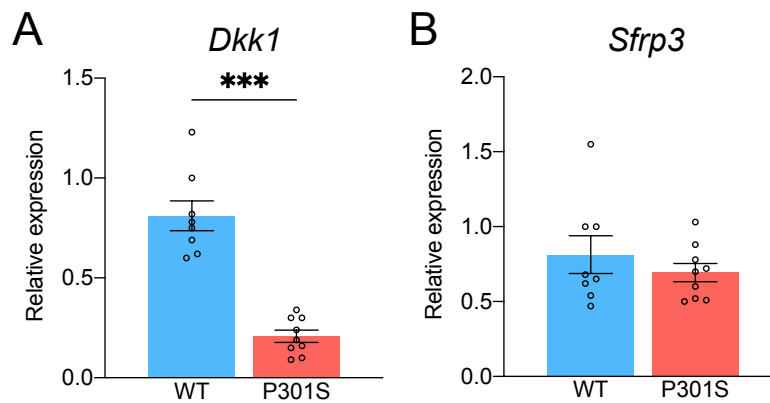 A
Dkk1
Relative expression
1.5
1.0
0.5
0.0
***
WT
P301S
B
Sfrp3
Relative expression
2.0
1.5
1.0
0.5
0.0
WT
P301S